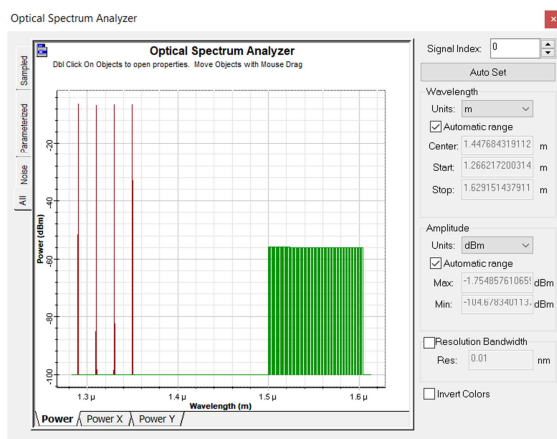 Optical Spectrum Analyzer
Optical Spectrum Analyzer
Dbl Click On Objects to open properties. Move Objects with Mouse Drag
Sampled
Parameterized
Noise
All
Power (dBm)
-20
-40
-60
-80
-100
1.3 µ
1.4 µ
1.5 µ
1.6 µ
Wavelength (m)
Power
Power X
Power Y
Signal Index: 0
Auto Set
Wavelength
Units: m
Automatic range
Center: 1.447684319112 m
Start: 1.266217200314 m
Stop: 1.629151437911 m
Amplitude
Units: dBm
Automatic range
Max: -1.75485761065 dBm
Min: -104.678340113 dBm
Resolution Bandwidth
Res: 0.01 nm
Invert Colors